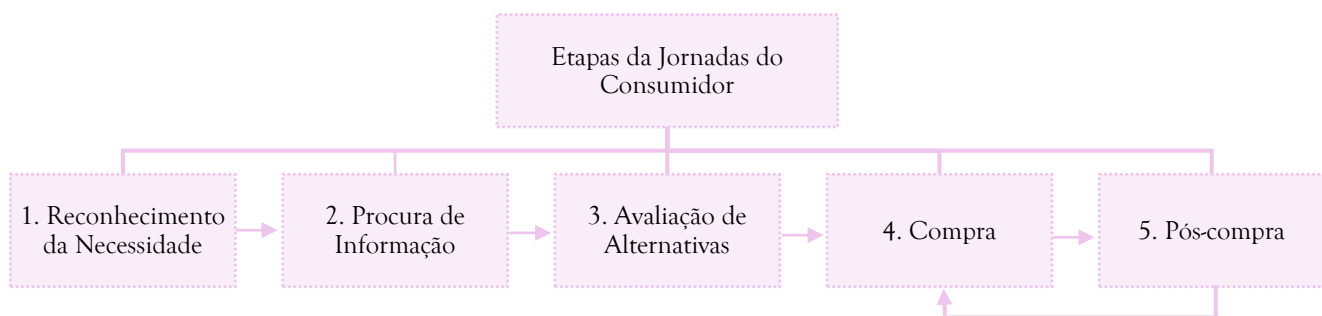 Etapas da Jornadas do
Consumidor
1. Reconhecimento
da Necessidade
2. Procura de
Informação
3. Avaliação de
Alternativas
4. Compra
5. Pós-compra